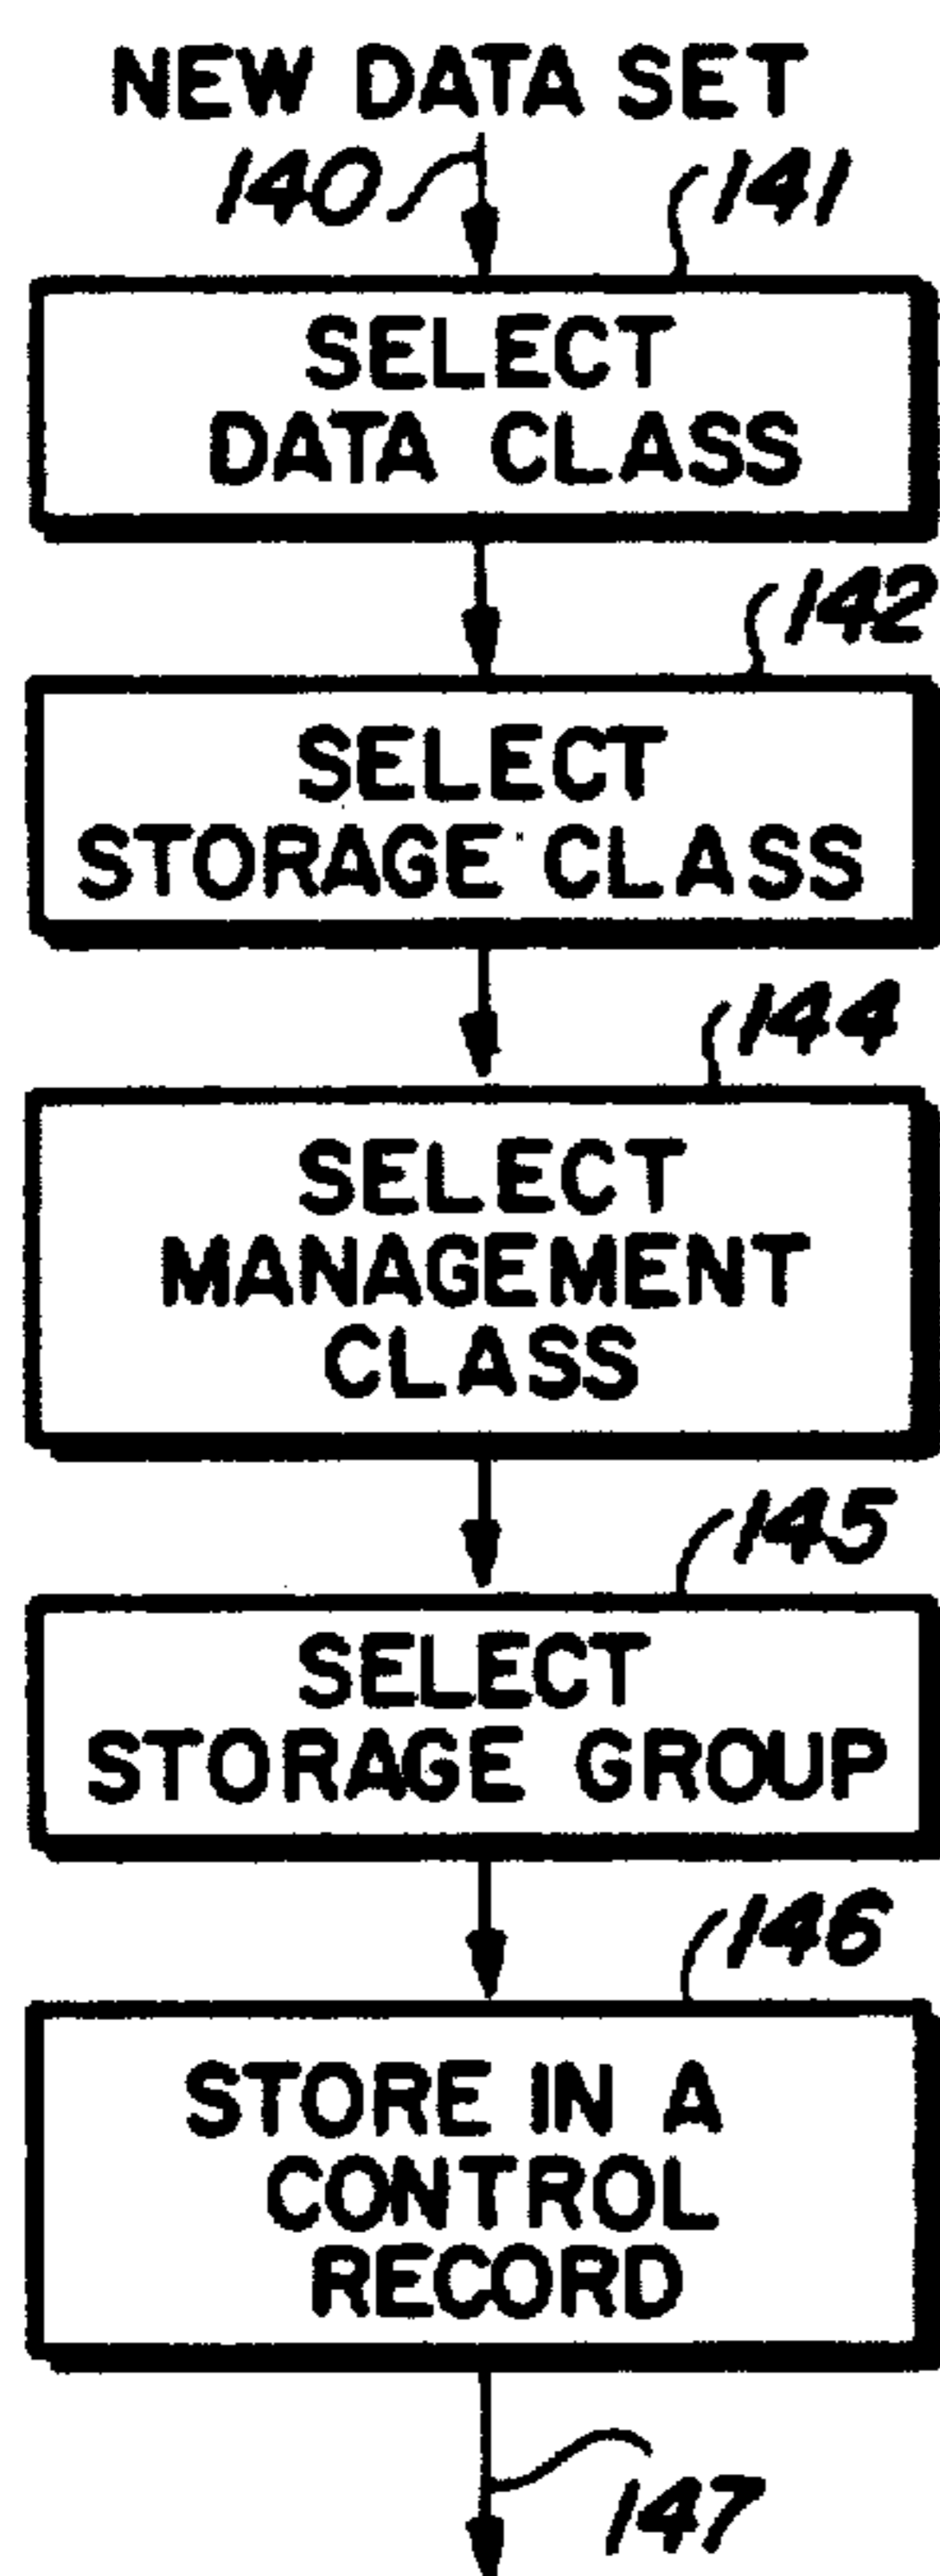 NEW DATA SET
140
141
SELECT
DATA CLASS
142
SELECT
STORAGE CLASS
144
SELECT
MANAGEMENT
CLASS
145
SELECT
STORAGE GROUP
146
STORE IN A
CONTROL
RECORD
147